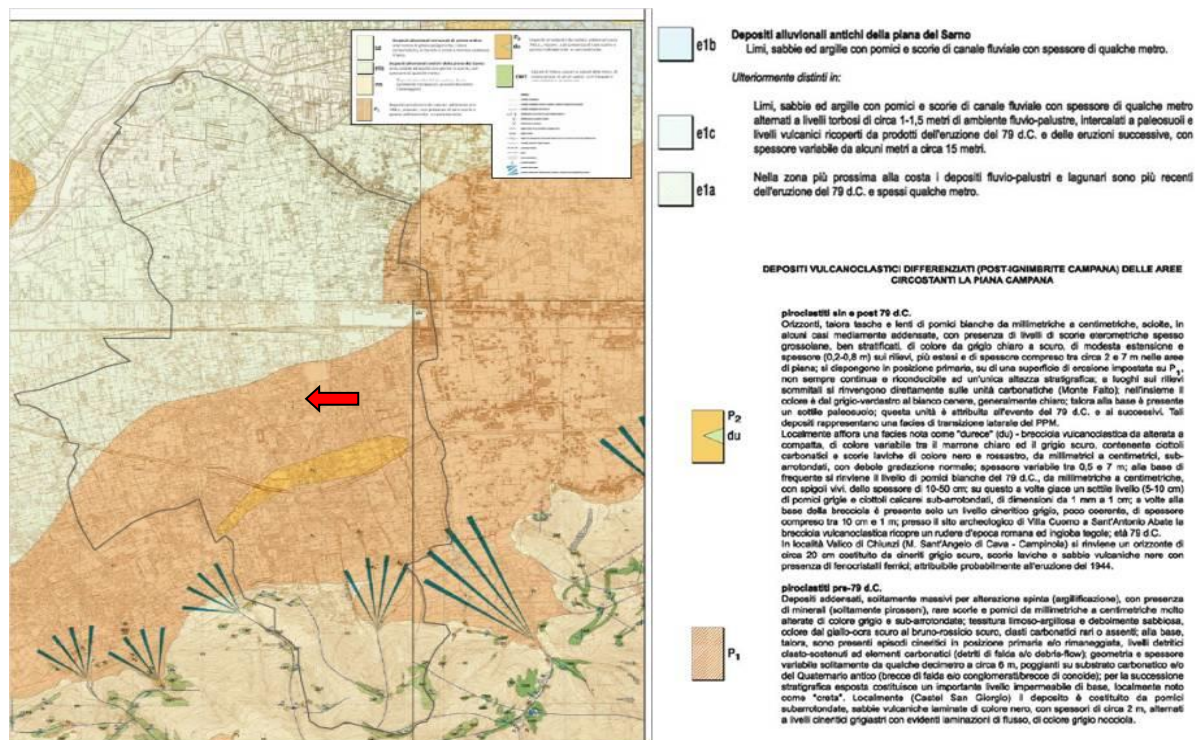 e1b
Depositi alluvionali antichi della piana del Sarno
Limi, sabbie ed argille con pomici e scorie di canale fluviale con spessore di qualche metro.
Ulteriormente distinti in:
e1c
Limi, sabbie ed argille con pomici e scorie di canale fluviale con spessore di qualche metro
alternati a livelli torbosi di circa 1-1,5 metri di ambiente fluvio-palustre, intercalati a paleosuoli e
livelli vulcanici ricoperti da prodotti dell'eruzione del 79 d.C. e delle eruzioni successive, con
spessore variabile da alcuni metri a circa 15 metri.
e1a
Nella zona più prossima alla costa i depositi fluvio-palustri e lagunari sono più recenti
dell'eruzione del 79 d.C. e spessi qualche metro.
DEPOSITI VULCANOCLASTICI DIFFERENZIATI (POST-IGNIMBRITE CAMPANA) DELLE AREE
CIRCOSTANTI LA PIANA CAMPANA
P2
du
piroclastiti sin e post 79 d.C.
Orizzonti, talora tasche e lenti di pomici bianche da millimetriche a centimetriche, sciolte, in
alcuni casi mediamente addensate, con presenza di livelli di scorie eterometriche spesso
grossolane, ben stratificati, di colore da grigio chiaro a scuro, di modesta estensione e
spessore (0,2-0,8 m) sui rilievi, più estesi e di spessore compreso tra circa 2 e 7 m nelle aree
di piana; si dispongono in posizione primaria, su di una superficie di erosione impostata su P1,
non sempre continua e riconducibile ad un'unica altezza stratigrafica; a luoghi sui rilievi
sommitali si rinvengono direttamente sulle unità carbonatiche (Monte Faito); nell'insieme il
colore è dal grigio-verdastro al bianco cenere, generalmente chiaro; talora alla base è presente
un sottile paleosuolo; questa unità è attribuita all'evento del 79 d.C. e ai successivi. Tali
depositi rappresentano una facies di transizione laterale del PPM.
Localmente affiora una facies nota come "durece" (du) - brecciola vulcanoclastica da alterata a
compatta, di colore variabile tra il marrone chiaro ed il grigio scuro, contenente ciottoli
carbonatici e scorie laviche di colore nero e rossastro, da millimetrici a centimetrici, sub-
arrotondati, con debole gradazione normale; spessore variabile tra 0,5 e 7 m; alla base di
frequente si rinviene il livello di pomici bianche del 79 d.C., da millimetriche a centimetriche,
con spigoli vivi, dello spessore di 10-50 cm; su questo a volte giace un sottile livello (5-10 cm)
di pomici grigie e ciottoli calcarei sub-arrotondati, di dimensioni da 1 mm a 1 cm; a volte alla
base della brecciola è presente solo un livello cineritico grigio, poco coerente, di spessore
compreso tra 10 cm e 1 m; presso il sito archeologico di Villa Cuomo a Sant'Antonio Abate la
brecciola vulcanoclastica ricopre un rudere d'epoca romana ed ingloba tegole; età 79 d.C.
In località Valico di Chiunzi (M. Sant'Angelo di Cava - Campinola) si rinviene un orizzonte di
circa 20 cm costituito da cineriti grigio scure, scorie laviche e sabbie vulcaniche nere con
presenza di fenocristalli femici; attribuibile probabilmente all'eruzione del 1944.
P1
piroclastiti pre-79 d.C.
Depositi addensati, solitamente massivi per alterazione spinta (argillificazione), con presenza
di minerali (solitamente pirosseni), rare scorie e pomici da millimetriche a centimetriche molto
alterate di colore grigio e sub-arrotondate; tessitura limoso-argillosa e debolmente sabbiosa,
colore dal giallo-ocra scuro al bruno-rossicio scuro, clasti carbonatici rari o assenti; alla base,
talora, sono presenti episodi cineritici in posizione primaria e/o rimaneggiata, livelli detritici
clasto-sostenuti ad elementi carbonatici (detriti di falda e/o debris-flow); geometria e spessore
variabile solitamente da qualche decimetro a circa 6 m, poggianti su substrato carbonatico e/o
del Quaternario antico (brecce di falda e/o conglomerati/brecce di conoide); per la successione
stratigrafica esposta costituisce un importante livello impermeabile di base, localmente noto
come "creta". Localmente (Castel San Giorgio) il deposito è costituito da pomici
subarrotondate, sabbie vulcaniche laminate di colore nero, con spessori di circa 2 m, alternati
a livelli cineritici grigiastri con evidenti laminazioni di flusso, di colore grigio nocciola.